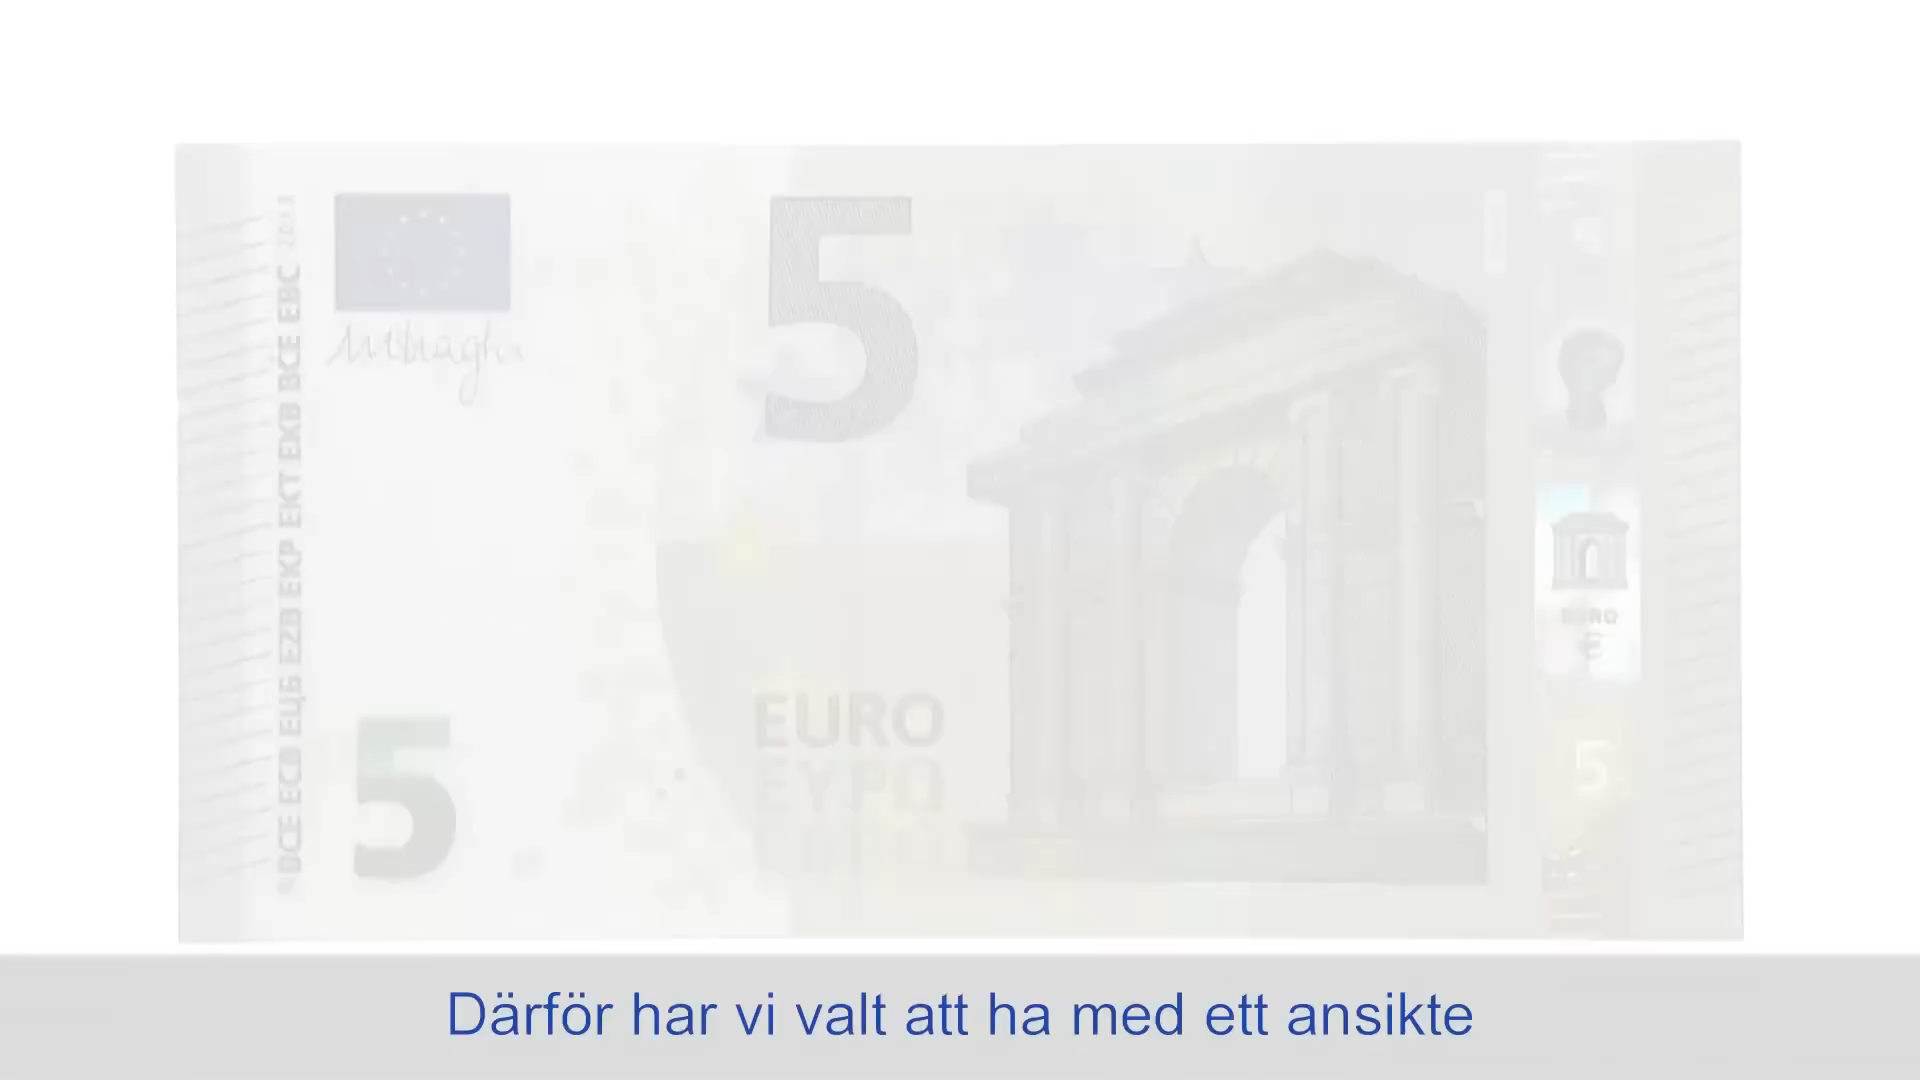 5
EURO
EYPO
5
BCE ECB ЕЦБ EZB EKP EKT EKB BCE EBC
EURO
€
5
Därför har vi valt att ha med ett ansikte